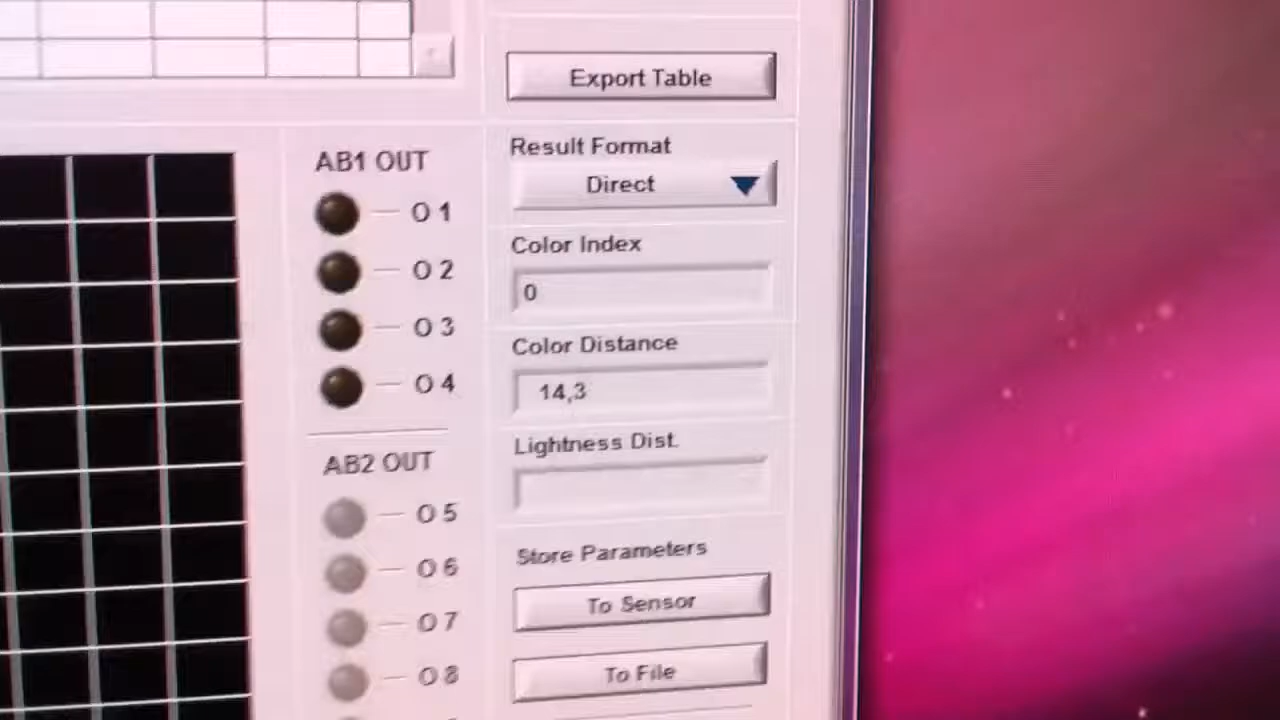 Export Table
AB1 OUT
O 1
O 2
O 3
O 4
AB2 OUT
O 5
O 6
O 7
O 8
Result Format
Direct
Color Index
0
Color Distance
14,3
Lightness Dist.
Store Parameters
To Sensor
To File